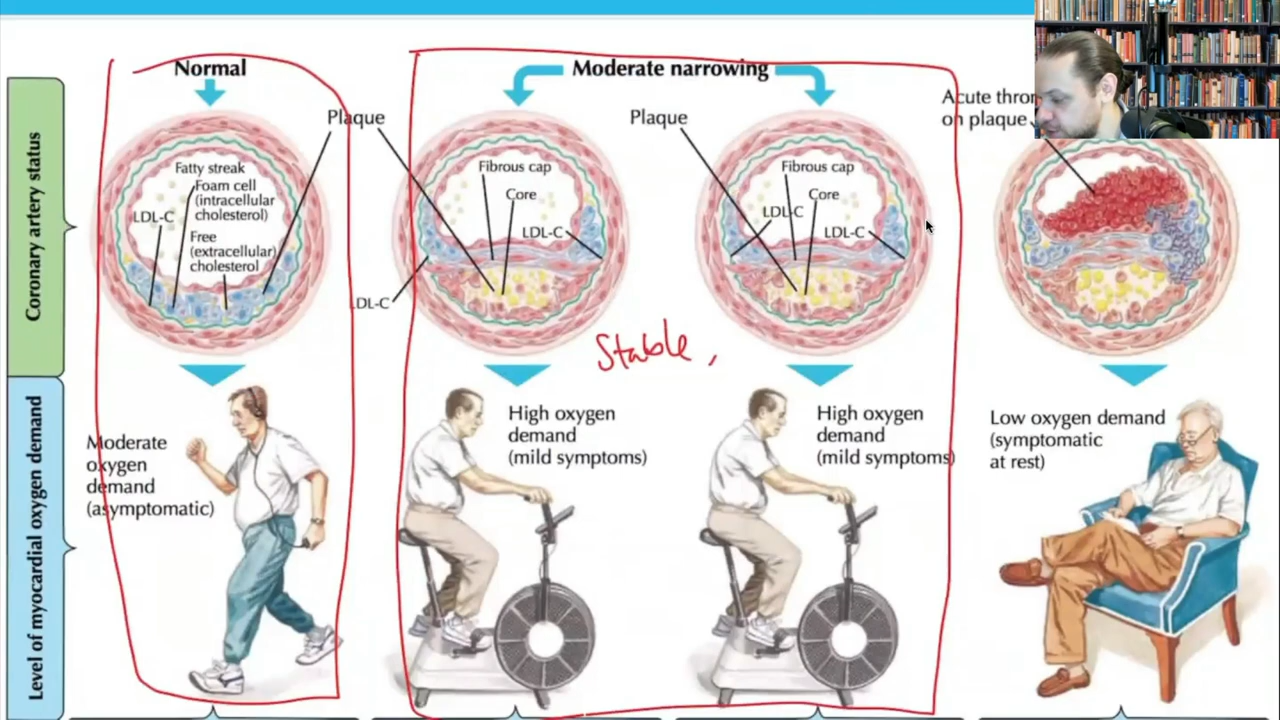 Normal
Moderate narrowing
Acute thro
on plaque
Plaque
Plaque
Coronary artery status
Fatty streak
Foam cell
(intracellular
cholesterol)
LDL-C
Free
(extracellular)
cholesterol
Fibrous cap
Core
LDL-C
LDL-C
Fibrous cap
Core
LDL-C
LDL-C
Stable,
Level of myocardial oxygen demand
Moderate
oxygen
demand
(asymptomatic)
High oxygen
demand
(mild symptoms)
High oxygen
demand
(mild symptoms)
Low oxygen demand
(symptomatic
at rest)